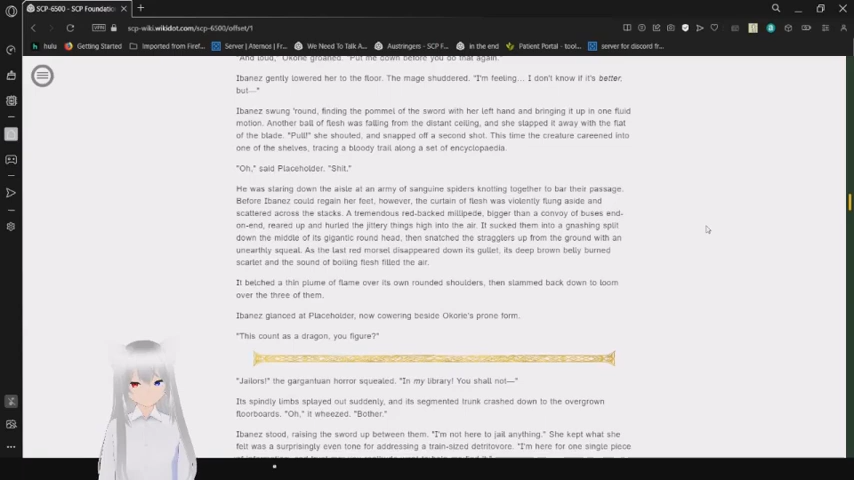 SCP-6500 - SCP Foundatio
scp-wiki.wikidot.com/scp-6500/offset/1
VPN
hulu
Getting Started
Imported from Firef...
Server | Aternos | Gr...
We Need To Talk A...
Austringers - SCP F...
in the end
Patient Portal - tool...
server for discord fr...
"And loud," Okorie groaned. "Put me down before you do that again."
Ibanez gently lowered her to the floor. The mage shuddered. "I'm feeling... I don't know if it's better,
but—"
Ibanez swung 'round, finding the pommel of the sword with her left hand and bringing it up in one fluid
motion. Another ball of flesh was falling from the distant ceiling, and she slapped it away with the flat
of the blade. "Pull!" she shouted, and snapped off a second shot. This time the creature careened into
one of the shelves, tracing a bloody trail along a set of encyclopaedia.
"Oh," said Placeholder. "Shit."
He was staring down the aisle at an army of sanguine spiders knotting together to bar their passage.
Before Ibanez could regain her feet, however, the curtain of flesh was violently flung aside and
scattered across the stacks. A tremendous red-backed millipede, bigger than a convoy of buses end-
on-end, reared up and hurled the jittery things high into the air. It sucked them into a gnashing split
down the middle of its gigantic round head, then snatched the stragglers up from the ground with an
unearthly squeal. As the last red morsel disappeared down its gullet, its deep brown belly burned
scarlet and the sound of boiling flesh filled the air.
It belched a thin plume of flame over its own rounded shoulders, then slammed back down to loom
over the three of them.
Ibanez glanced at Placeholder, now cowering beside Okorie's prone form.
"This count as a dragon, you figure?"
"Jailors!" the gargantuan horror squealed. "In my library! You shall not—"
Its spindly limbs splayed out suddenly, and its segmented trunk crashed down to the overgrown
floorboards. "Oh," it wheezed. "Bother."
Ibanez stood, raising the sword up between them. "I'm not here to jail anything." She kept what she
felt was a surprisingly even tone for addressing a train-sized detritovore. "I'm here for one single piece